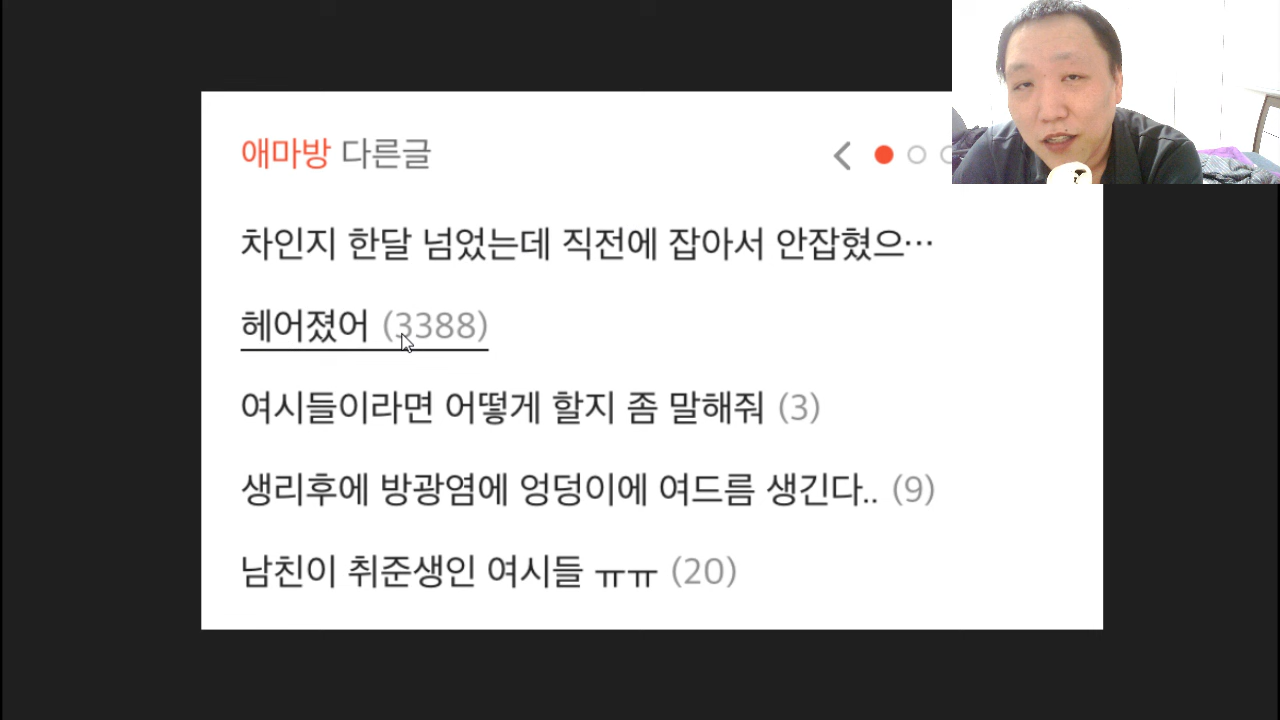 애마방 다른글
차인지 한달 넘었는데 직전에 잡아서 안잡혔으…
헤어졌어 (3388)
여시들이라면 어떻게 할지 좀 말해줘 (3)
생리후에 방광염에 엉덩이에 여드름 생긴다.. (9)
남친이 취준생인 여시들 ㅠㅠ (20)